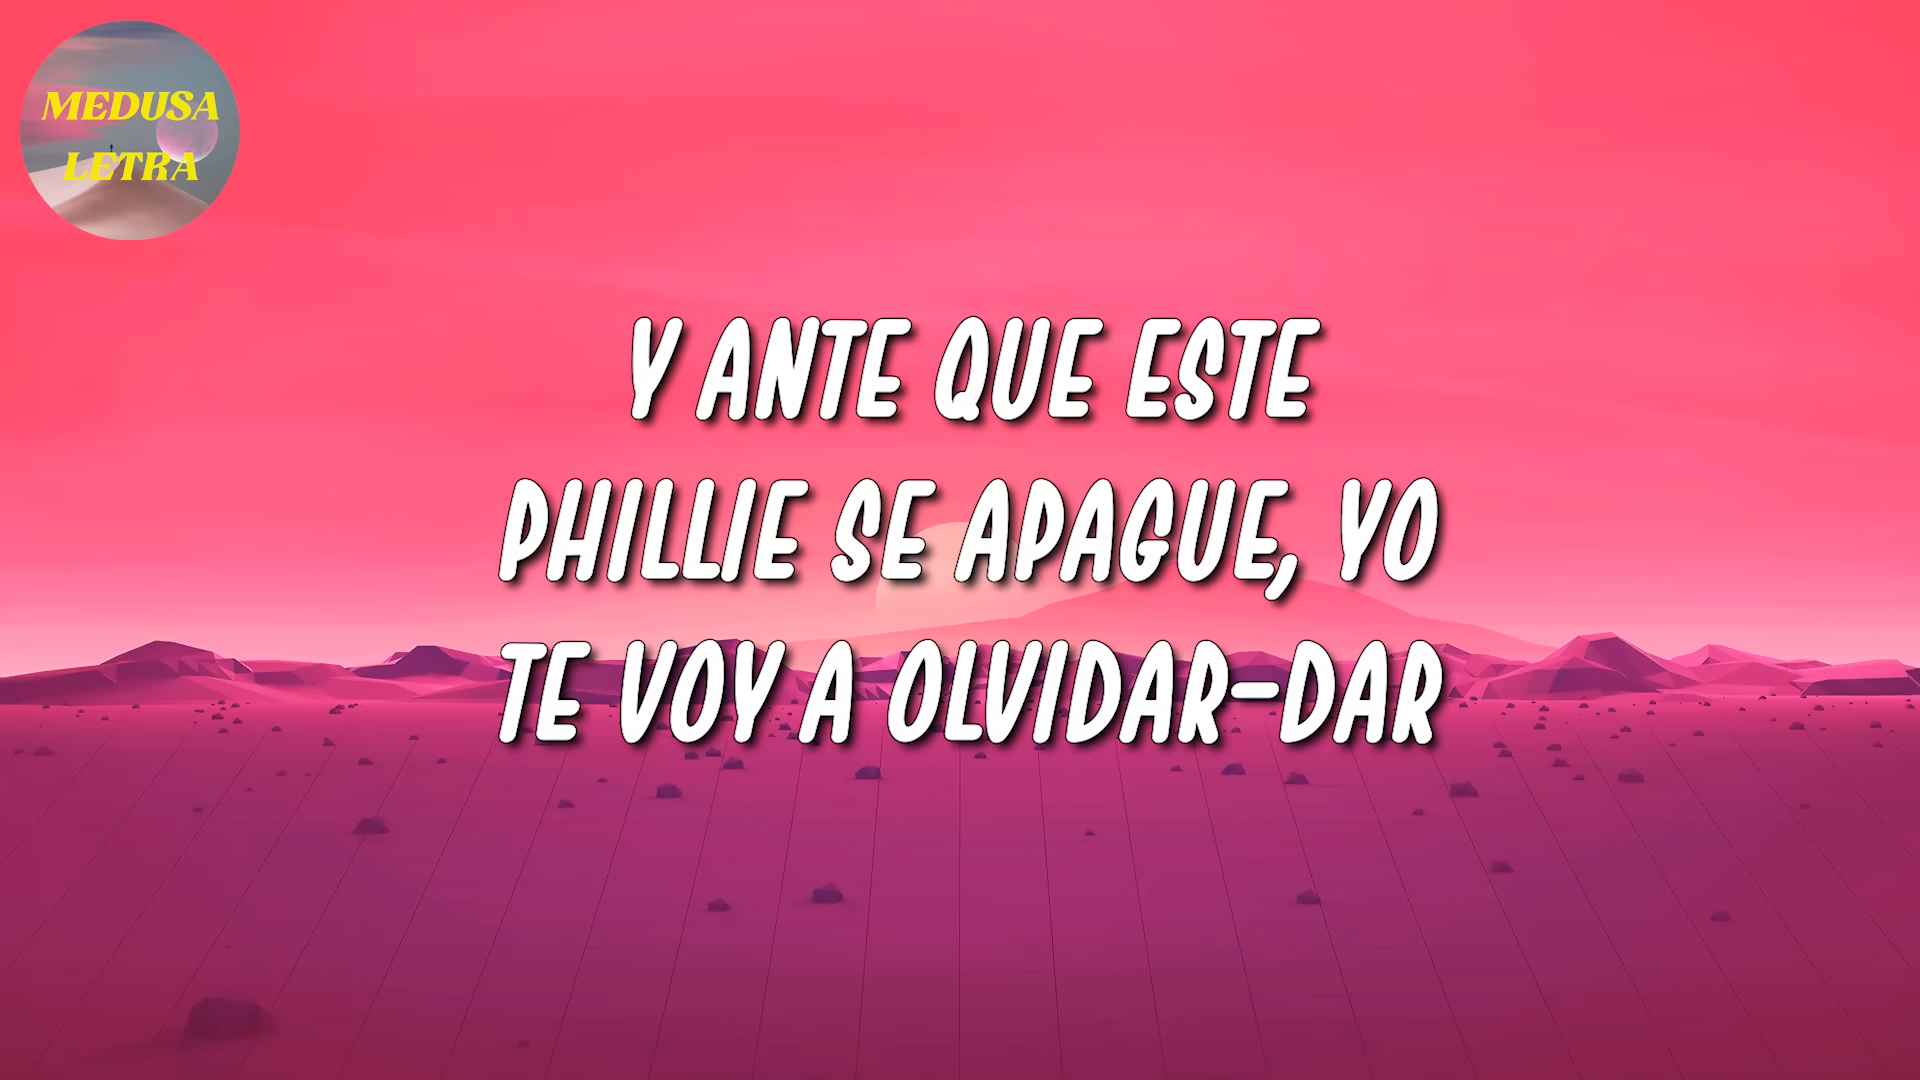 MEDUSA
LETRA
Y ANTE QUE ESTE
PHILLIE SE APAGUE, YO
TE VOY A OLVIDAR-DAR